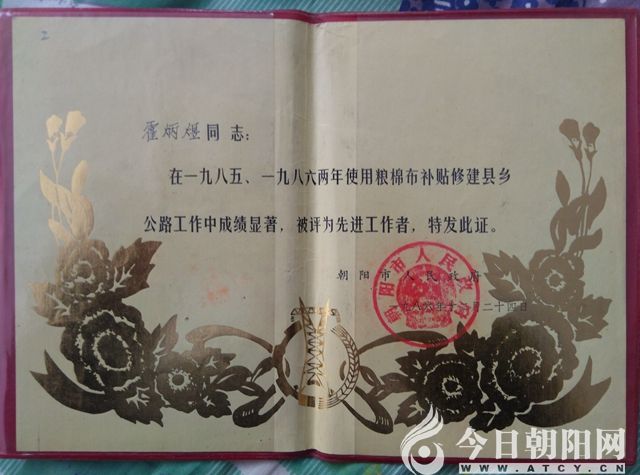 2
霍炳煜同志:
在一九八五、一九八六两年使用粮棉布补贴修建县乡
公路工作中成绩显著，被评为先进工作者，特发此证。
朝阳市人民政府
朝阳市人民政府
今日朝阳网
WWW.ATCY.CN